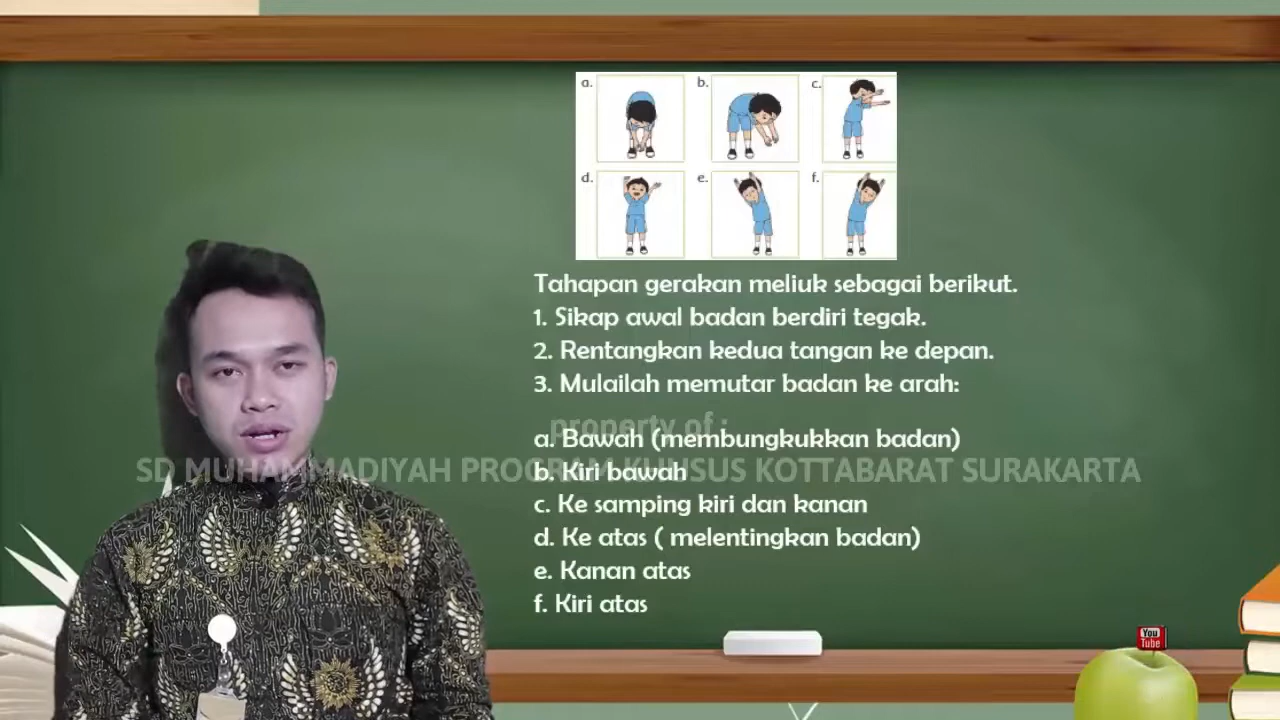 a.
b.
c.
d.
e.
f.
Tahapan gerakan meliuk sebagai berikut.
1. Sikap awal badan berdiri tegak.
2. Rentangkan kedua tangan ke depan.
3. Mulailah memutar badan ke arah:
property of :
a. Bawah (membungkukkan badan)
SD MUHAMMADIYAH PROGRAM KHUSUS KOTTABARAT SURAKARTA
b. Kiri bawah
c. Ke samping kiri dan kanan
d. Ke atas ( melentingkan badan)
e. Kanan atas
f. Kiri atas
You
Tube